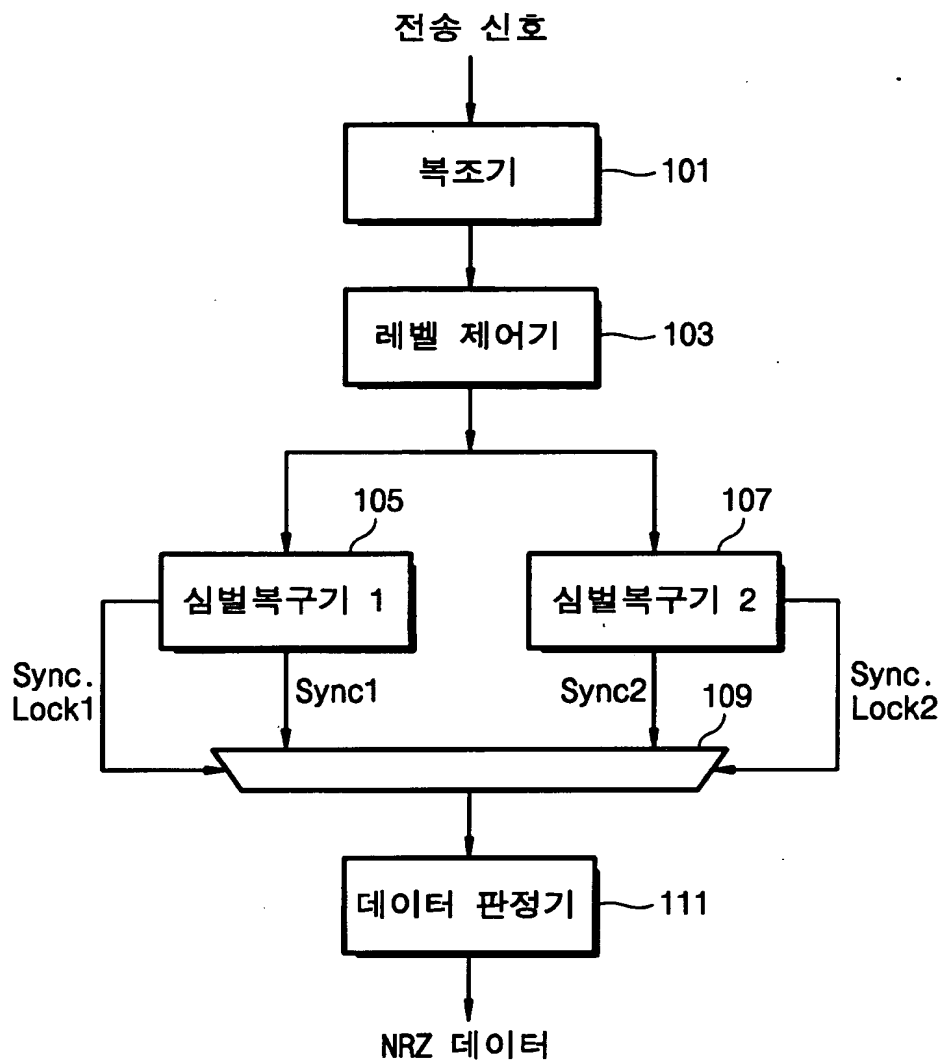 전송 신호
복조기
101
레벨 제어기
103
105
107
심벌복구기 1
심벌복구기 2
Sync.
Lock1
Sync1
Sync2
109
Sync.
Lock2
데이터 판정기
111
NRZ 데이터